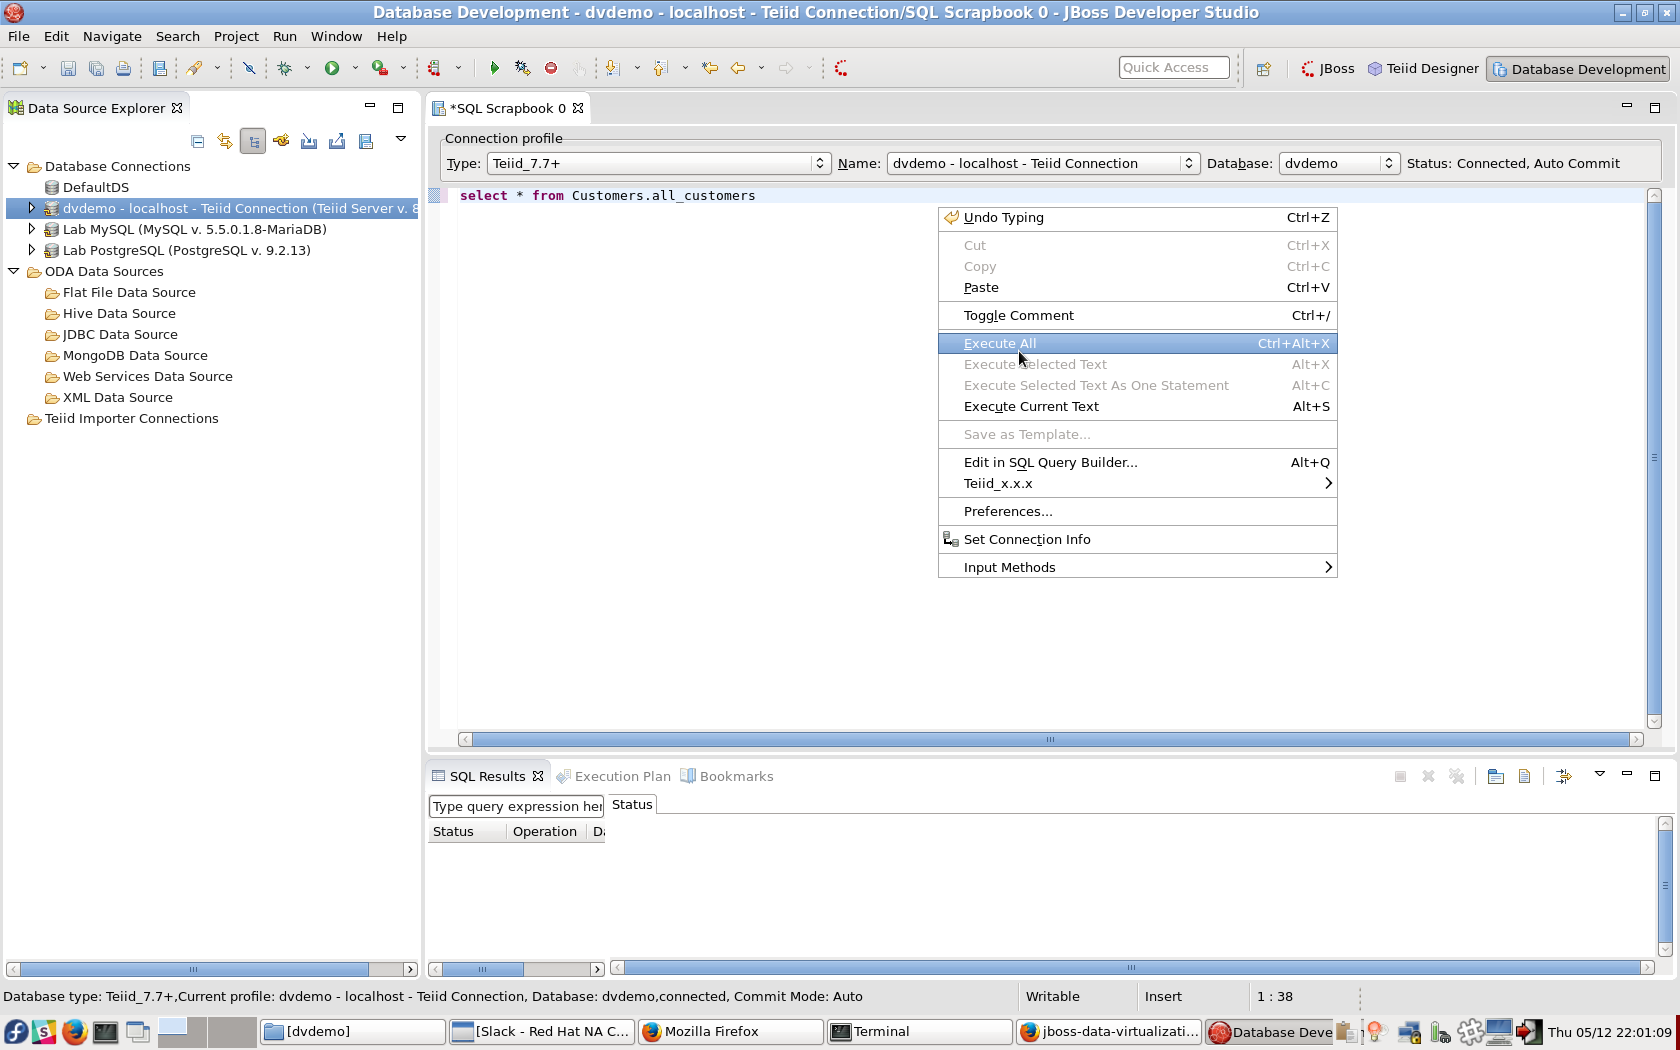 Database Development - dvdemo - localhost - Teiid Connection/SQL Scrapbook 0 - JBoss Developer Studio
File Edit Navigate Search Project Run Window Help
Quick Access
JBoss
Teiid Designer
Database Development
Data Source Explorer
Database Connections
DefaultDS
dvdemo - localhost - Teiid Connection (Teiid Server v. 8
Lab MySQL (MySQL v. 5.5.0.1.8-MariaDB)
Lab PostgreSQL (PostgreSQL v. 9.2.13)
ODA Data Sources
Flat File Data Source
Hive Data Source
JDBC Data Source
MongoDB Data Source
Web Services Data Source
XML Data Source
Teiid Importer Connections
*SQL Scrapbook 0
Connection profile
Type: Teiid_7.7+ Name: dvdemo - localhost - Teiid Connection Database: dvdemo Status: Connected, Auto Commit
select * from Customers.all_customers
Undo Typing Ctrl+Z
Cut Ctrl+X
Copy Ctrl+C
Paste Ctrl+V
Toggle Comment Ctrl+/
Execute All Ctrl+Alt+X
Execute Selected Text Alt+X
Execute Selected Text As One Statement Alt+C
Execute Current Text Alt+S
Save as Template...
Edit in SQL Query Builder... Alt+Q
Teiid_x.x.x
Preferences...
Set Connection Info
Input Methods
SQL Results Execution Plan Bookmarks
Type query expression her
Status
Status Operation Da
Database type: Teiid_7.7+,Current profile: dvdemo - localhost - Teiid Connection, Database: dvdemo,connected, Commit Mode: Auto
Writable
Insert
1 : 38
[dvdemo]
[Slack - Red Hat NA C...
Mozilla Firefox
Terminal
jboss-data-virtualizati...
Database Deve
Thu 05/12 22:01:09